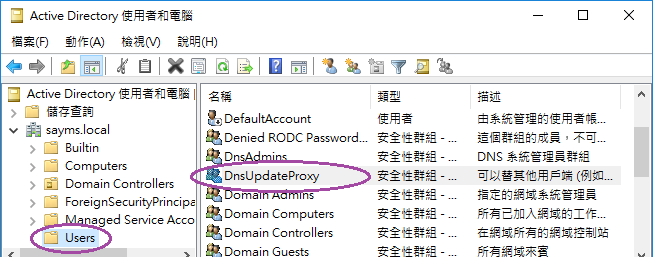 Active Directory 使用者和電腦
檔案(F) 動作(A) 檢視(V) 說明(H)
Active Directory 使用者和電腦
儲存查詢
sayms.local
Builtin
Computers
Domain Controllers
ForeignSecurityPrincipa
Managed Service Acco
Users
名稱 類型 描述
DefaultAccount 使用者 由系統管理的使用者帳...
Denied RODC Password... 安全性群組 - ... 這個群組的成員，不可...
DnsAdmins 安全性群組 - ... DNS 系統管理員群組
DnsUpdateProxy 安全性群組 - ... 可以替其他用戶端 (例如...
Domain Admins 安全性群組 - ... 指定的網域系統管理員
Domain Computers 安全性群組 - ... 所有已加入網域的工作...
Domain Controllers 安全性群組 - ... 在網域所有的網域控制站
Domain Guests 安全性群組 - ... 所有網域來賓